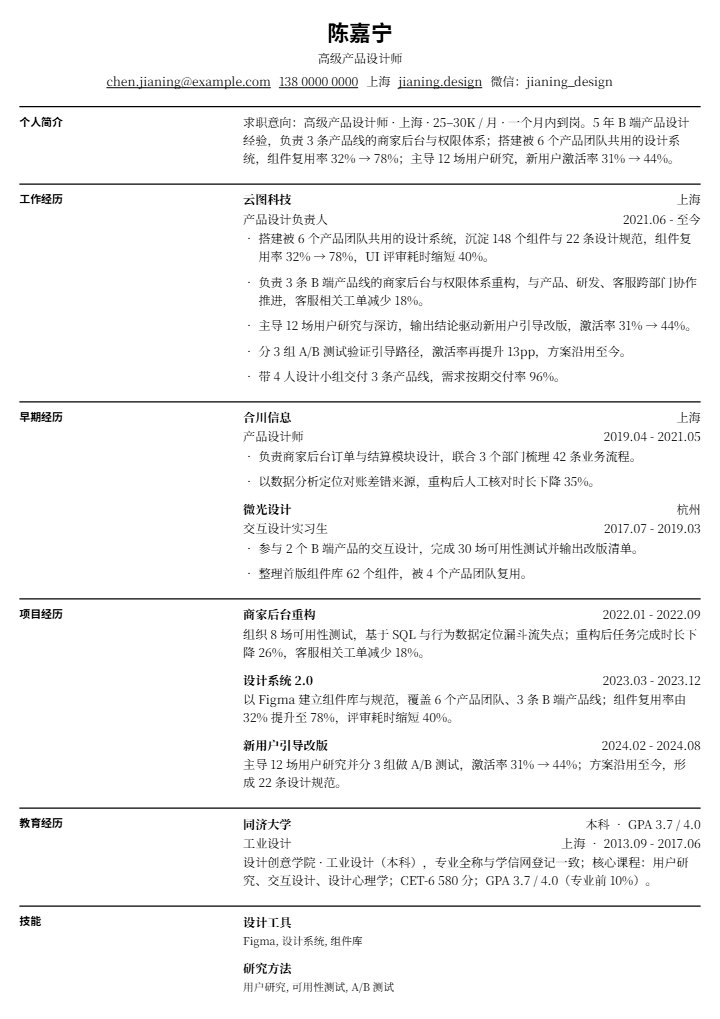 陈嘉宁
高级产品设计师
chen.jianing@example.com 138 0000 0000 上海 jianing.design 微信：jianing_design
个人简介
求职意向：高级产品设计师 · 上海 · 25–30K / 月 · 一个月内到岗。5 年 B 端产品设计
经验，负责 3 条产品线的商家后台与权限体系；搭建被 6 个产品团队共用的设计系
统，组件复用率 32% → 78%；主导 12 场用户研究，新用户激活率 31% → 44%。
工作经历
云图科技 上海
产品设计负责人 2021.06 - 至今
· 搭建被 6 个产品团队共用的设计系统，沉淀 148 个组件与 22 条设计规范，组件复
用率 32% → 78%，UI 评审耗时缩短 40%。
· 负责 3 条 B 端产品线的商家后台与权限体系重构，与产品、研发、客服跨部门协作
推进，客服相关工单减少 18%。
· 主导 12 场用户研究与深访，输出结论驱动新用户引导改版，激活率 31% → 44%。
· 分 3 组 A/B 测试验证引导路径，激活率再提升 13pp，方案沿用至今。
· 带 4 人设计小组交付 3 条产品线，需求按期交付率 96%。
早期经历
合川信息 上海
产品设计师 2019.04 - 2021.05
· 负责商家后台订单与结算模块设计，联合 3 个部门梳理 42 条业务流程。
· 以数据分析定位对账差错来源，重构后人工核对时长下降 35%。
微光设计 杭州
交互设计实习生 2017.07 - 2019.03
· 参与 2 个 B 端产品的交互设计，完成 30 场可用性测试并输出改版清单。
· 整理首版组件库 62 个组件，被 4 个产品团队复用。
项目经历
商家后台重构 2022.01 - 2022.09
组织 8 场可用性测试，基于 SQL 与行为数据定位漏斗流失点；重构后任务完成时长下
降 26%，客服相关工单减少 18%。
设计系统 2.0 2023.03 - 2023.12
以 Figma 建立组件库与规范，覆盖 6 个产品团队、3 条 B 端产品线；组件复用率由
32% 提升至 78%，评审耗时缩短 40%。
新用户引导改版 2024.02 - 2024.08
主导 12 场用户研究并分 3 组做 A/B 测试，激活率 31% → 44%；方案沿用至今，形
成 22 条设计规范。
教育经历
同济大学 本科 · GPA 3.7 / 4.0
工业设计 上海 · 2013.09 - 2017.06
设计创意学院 · 工业设计（本科），专业全称与学信网登记一致；核心课程：用户研
究、交互设计、设计心理学；CET-6 580 分；GPA 3.7 / 4.0（专业前 10%）。
技能
设计工具
Figma, 设计系统, 组件库
研究方法
用户研究, 可用性测试, A/B 测试